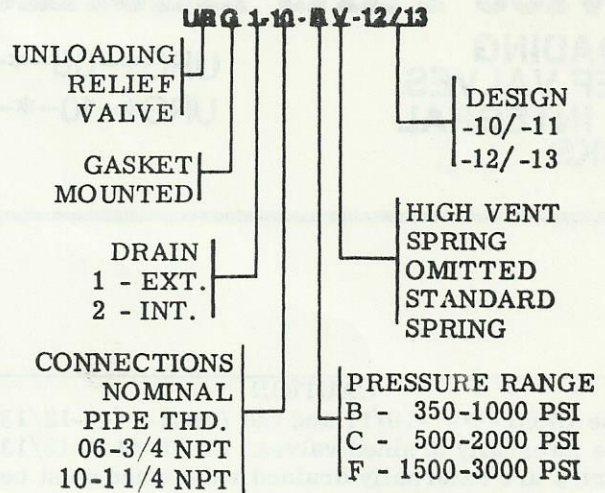 URG 1-10-BV-12/13
UNLOADING
RELIEF
VALVE
GASKET
MOUNTED
DRAIN
1 - EXT.
2 - INT.
CONNECTIONS
NOMINAL
PIPE THD.
06-3/4 NPT
10-1 1/4 NPT
DESIGN
-10/-11
-12/-13
HIGH VENT
SPRING
OMITTED
STANDARD
SPRING
PRESSURE RANGE
B - 350-1000 PSI
C - 500-2000 PSI
F - 1500-3000 PSI